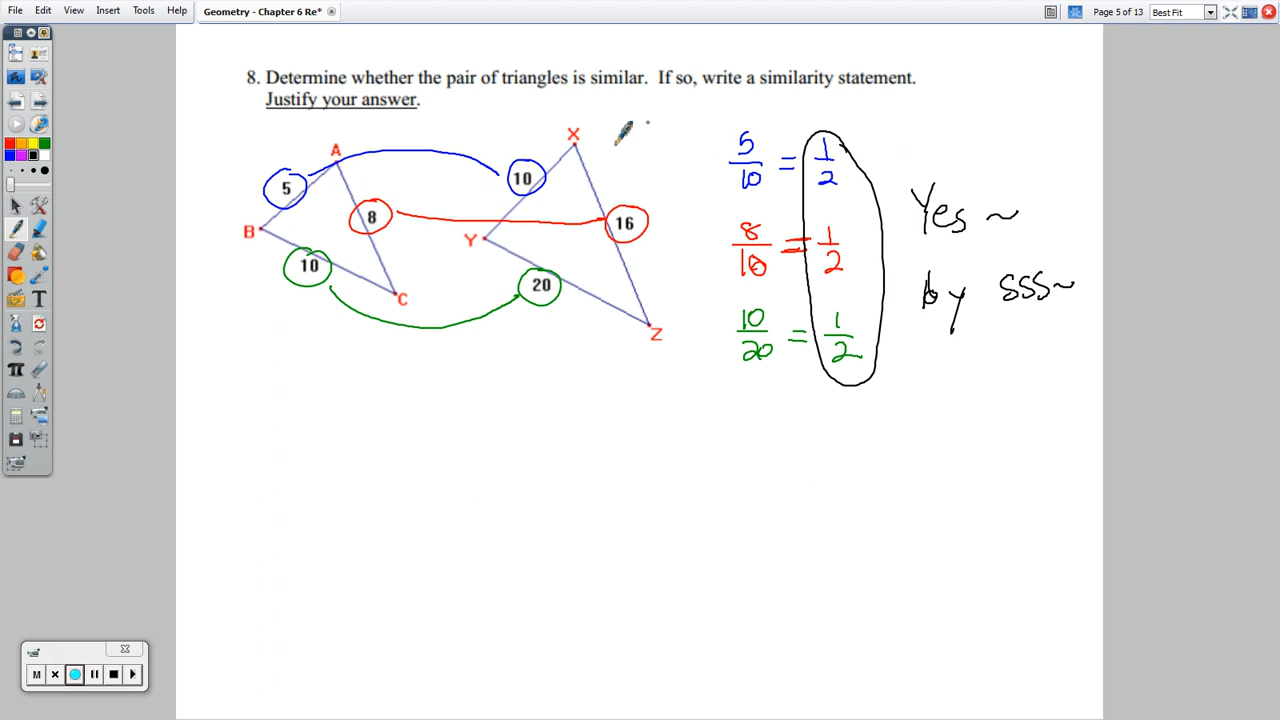 File Edit View Insert Tools Help
Geometry - Chapter 6 Re*
Page 5 of 13
Best Fit
8. Determine whether the pair of triangles is similar. If so, write a similarity statement.
Justify your answer.
A
5
8
B
10
C
X
10
16
Y
20
Z
5/10 = 1/2
8/16 = 1/2
10/20 = 1/2
Yes ~
by SSS~
M